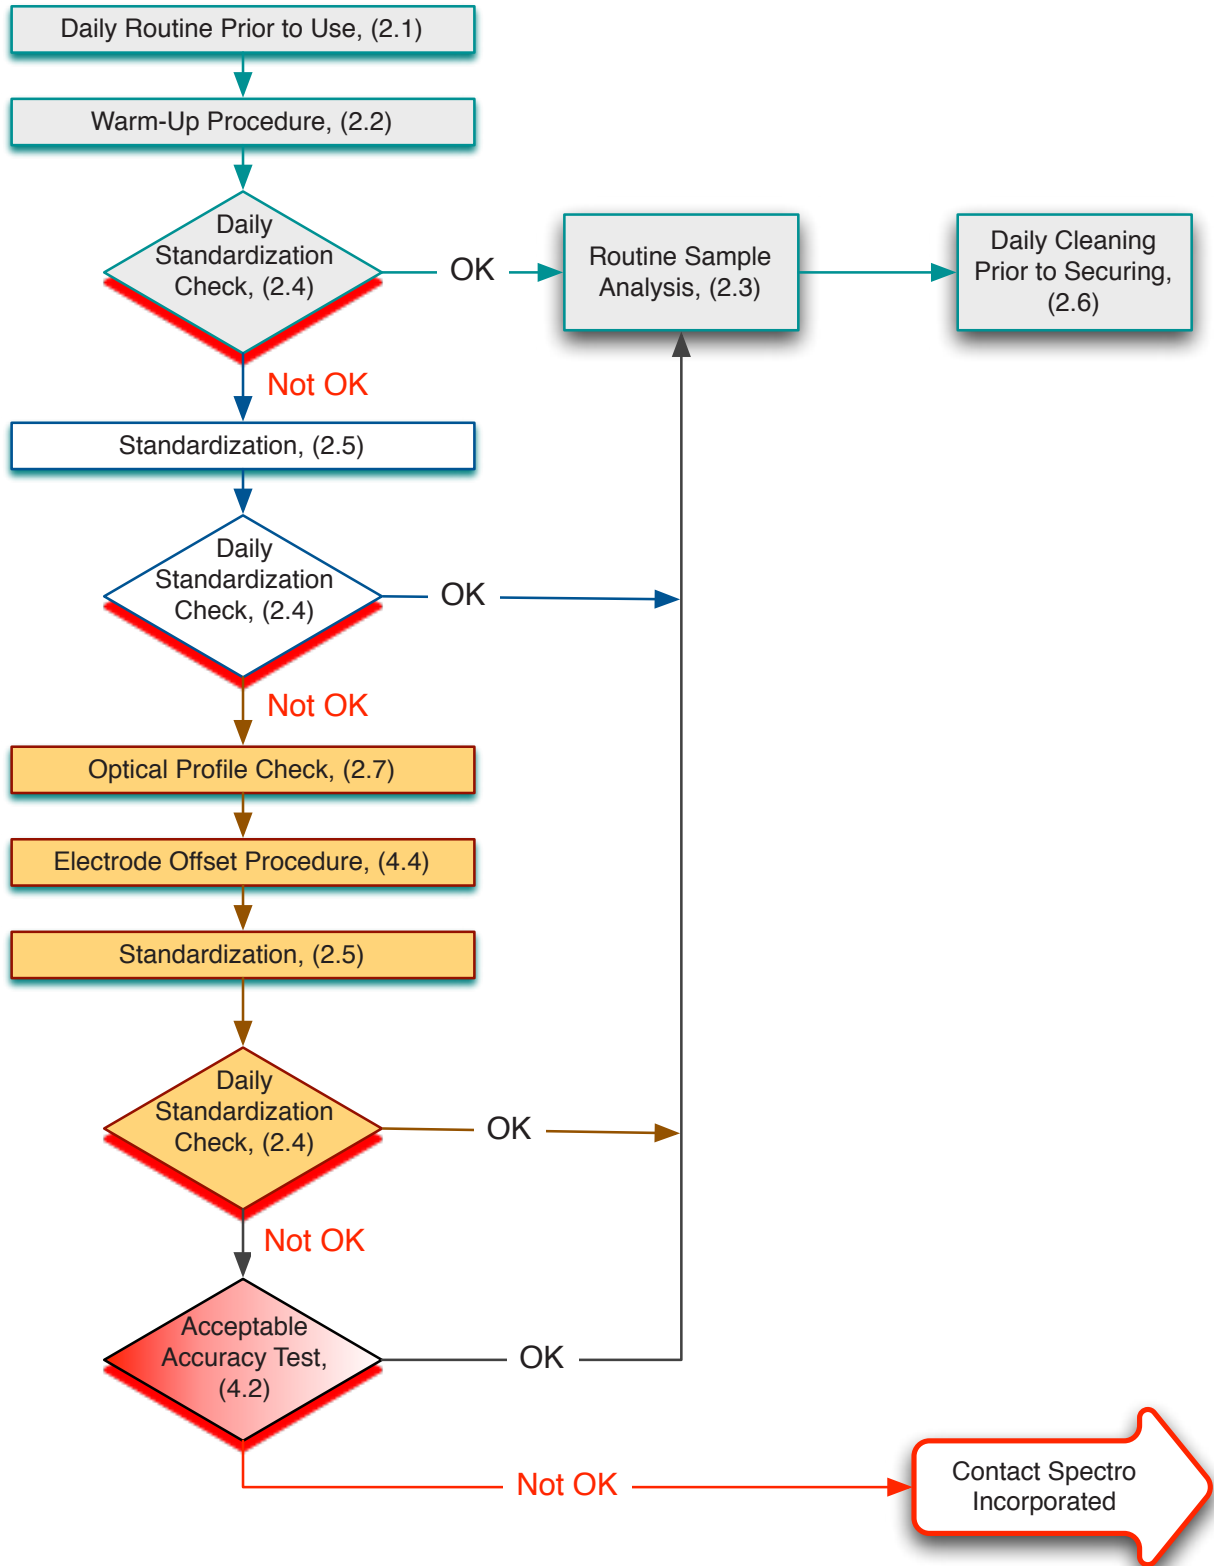 Daily Routine Prior to Use, (2.1)
Warm-Up Procedure, (2.2)
Daily
Standardization
Check, (2.4)
OK
Routine Sample
Analysis, (2.3)
Daily Cleaning
Prior to Securing,
(2.6)
Not OK
Standardization, (2.5)
Daily
Standardization
Check, (2.4)
OK
Not OK
Optical Profile Check, (2.7)
Electrode Offset Procedure, (4.4)
Standardization, (2.5)
Daily
Standardization
Check, (2.4)
OK
Not OK
Acceptable
Accuracy Test,
(4.2)
OK
Not OK
Contact Spectro
Incorporated